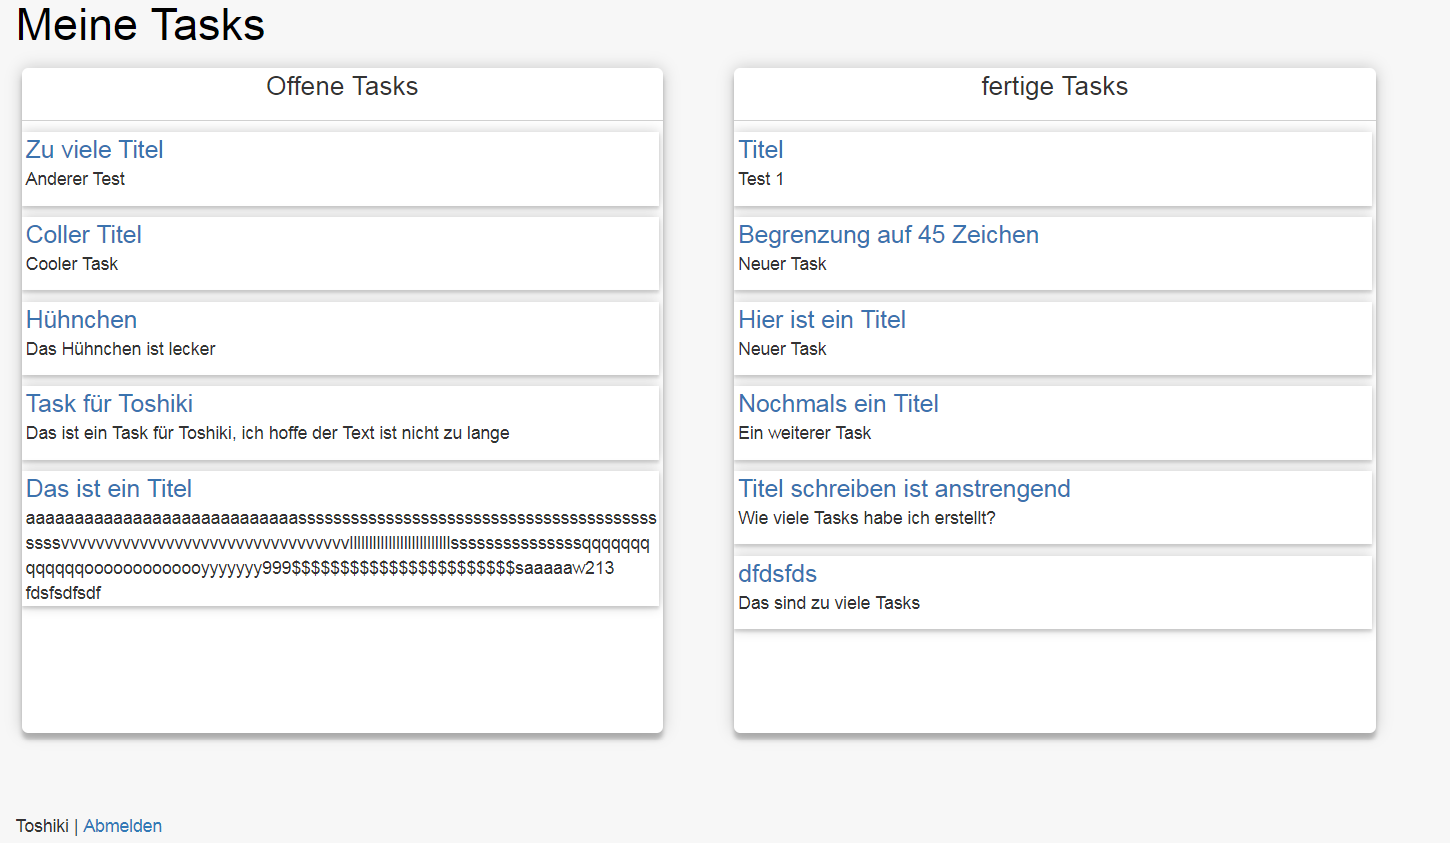 Meine Tasks
Offene Tasks
Zu viele Titel
Anderer Test
Coller Titel
Cooler Task
Hühnchen
Das Hühnchen ist lecker
Task für Toshiki
Das ist ein Task für Toshiki, ich hoffe der Text ist nicht zu lange
Das ist ein Titel
aaaaaaaaaaaaaaaaaaaaaaaaaaaassssssssssssssssssssssssssssssssssssssssss
ssssvvvvvvvvvvvvvvvvvvvvvvvvvvvvvvvvvlllllllllllllllllllllllllsssssssssssssssqqqqqqq
qqqqqqooooooooooooyyyyyyy999$$$$$$$$$$$$$$$$$$$$$$$saaaaaw213
fdsfsdfsdf
fertige Tasks
Titel
Test 1
Begrenzung auf 45 Zeichen
Neuer Task
Hier ist ein Titel
Neuer Task
Nochmals ein Titel
Ein weiterer Task
Titel schreiben ist anstrengend
Wie viele Tasks habe ich erstellt?
dfdsfds
Das sind zu viele Tasks
Toshiki | Abmelden